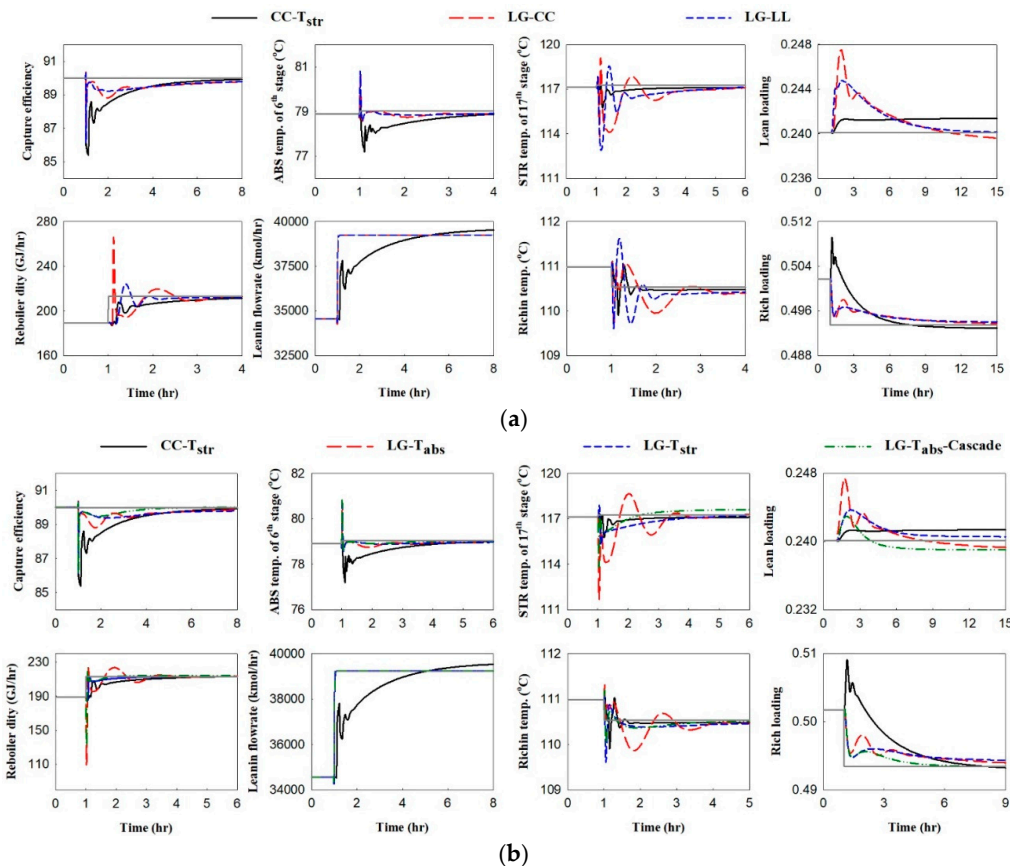 CC-Tstr LG-CC LG-LL
Capture efficiency
91
89
87
85
0 2 4 6 8
ABS temp. of 6th stage (°C)
83
81
79
77
0 1 2 3 4
STR temp. of 17th stage (°C)
120
117
114
111
0 1 2 3 4 5 6
Lean loading
0.248
0.244
0.240
0.236
0 3 6 9 12 15
Reboiler dity (GJ/hr)
280
240
200
160
0 1 2 3 4
Time (hr)
Leanin flowrate (kmol/hr)
40000
37500
35000
32500
0 2 4 6 8
Time (hr)
Richin temp. (°C)
112
111
110
109
0 1 2 3 4
Time (hr)
Rich loading
0.512
0.504
0.496
0.488
0 3 6 9 12 15
Time (hr)
(a)
CC-Tstr LG-Tabs LG-Tstr LG-Tabs-Cascade
Capture efficiency
91
89
87
85
0 2 4 6 8
ABS temp. of 6th stage (°C)
82
80
78
76
0 1 2 3 4 5 6
STR temp. of 17th stage (°C)
120
117
114
111
0 1 2 3 4 5 6
Lean loading
0.248
0.240
0.232
0 3 6 9 12 15
Reboiler dity (GJ/hr)
230
190
150
110
0 1 2 3 4 5 6
Time (hr)
Leanin flowrate (kmol/hr)
40000
38000
36000
34000
0 2 4 6 8
Time (hr)
Richin temp. (°C)
112
111
110
109
0 1 2 3 4 5
Time (hr)
Rich loading
0.51
0.50
0.49
0 3 6 9
Time (hr)
(b)